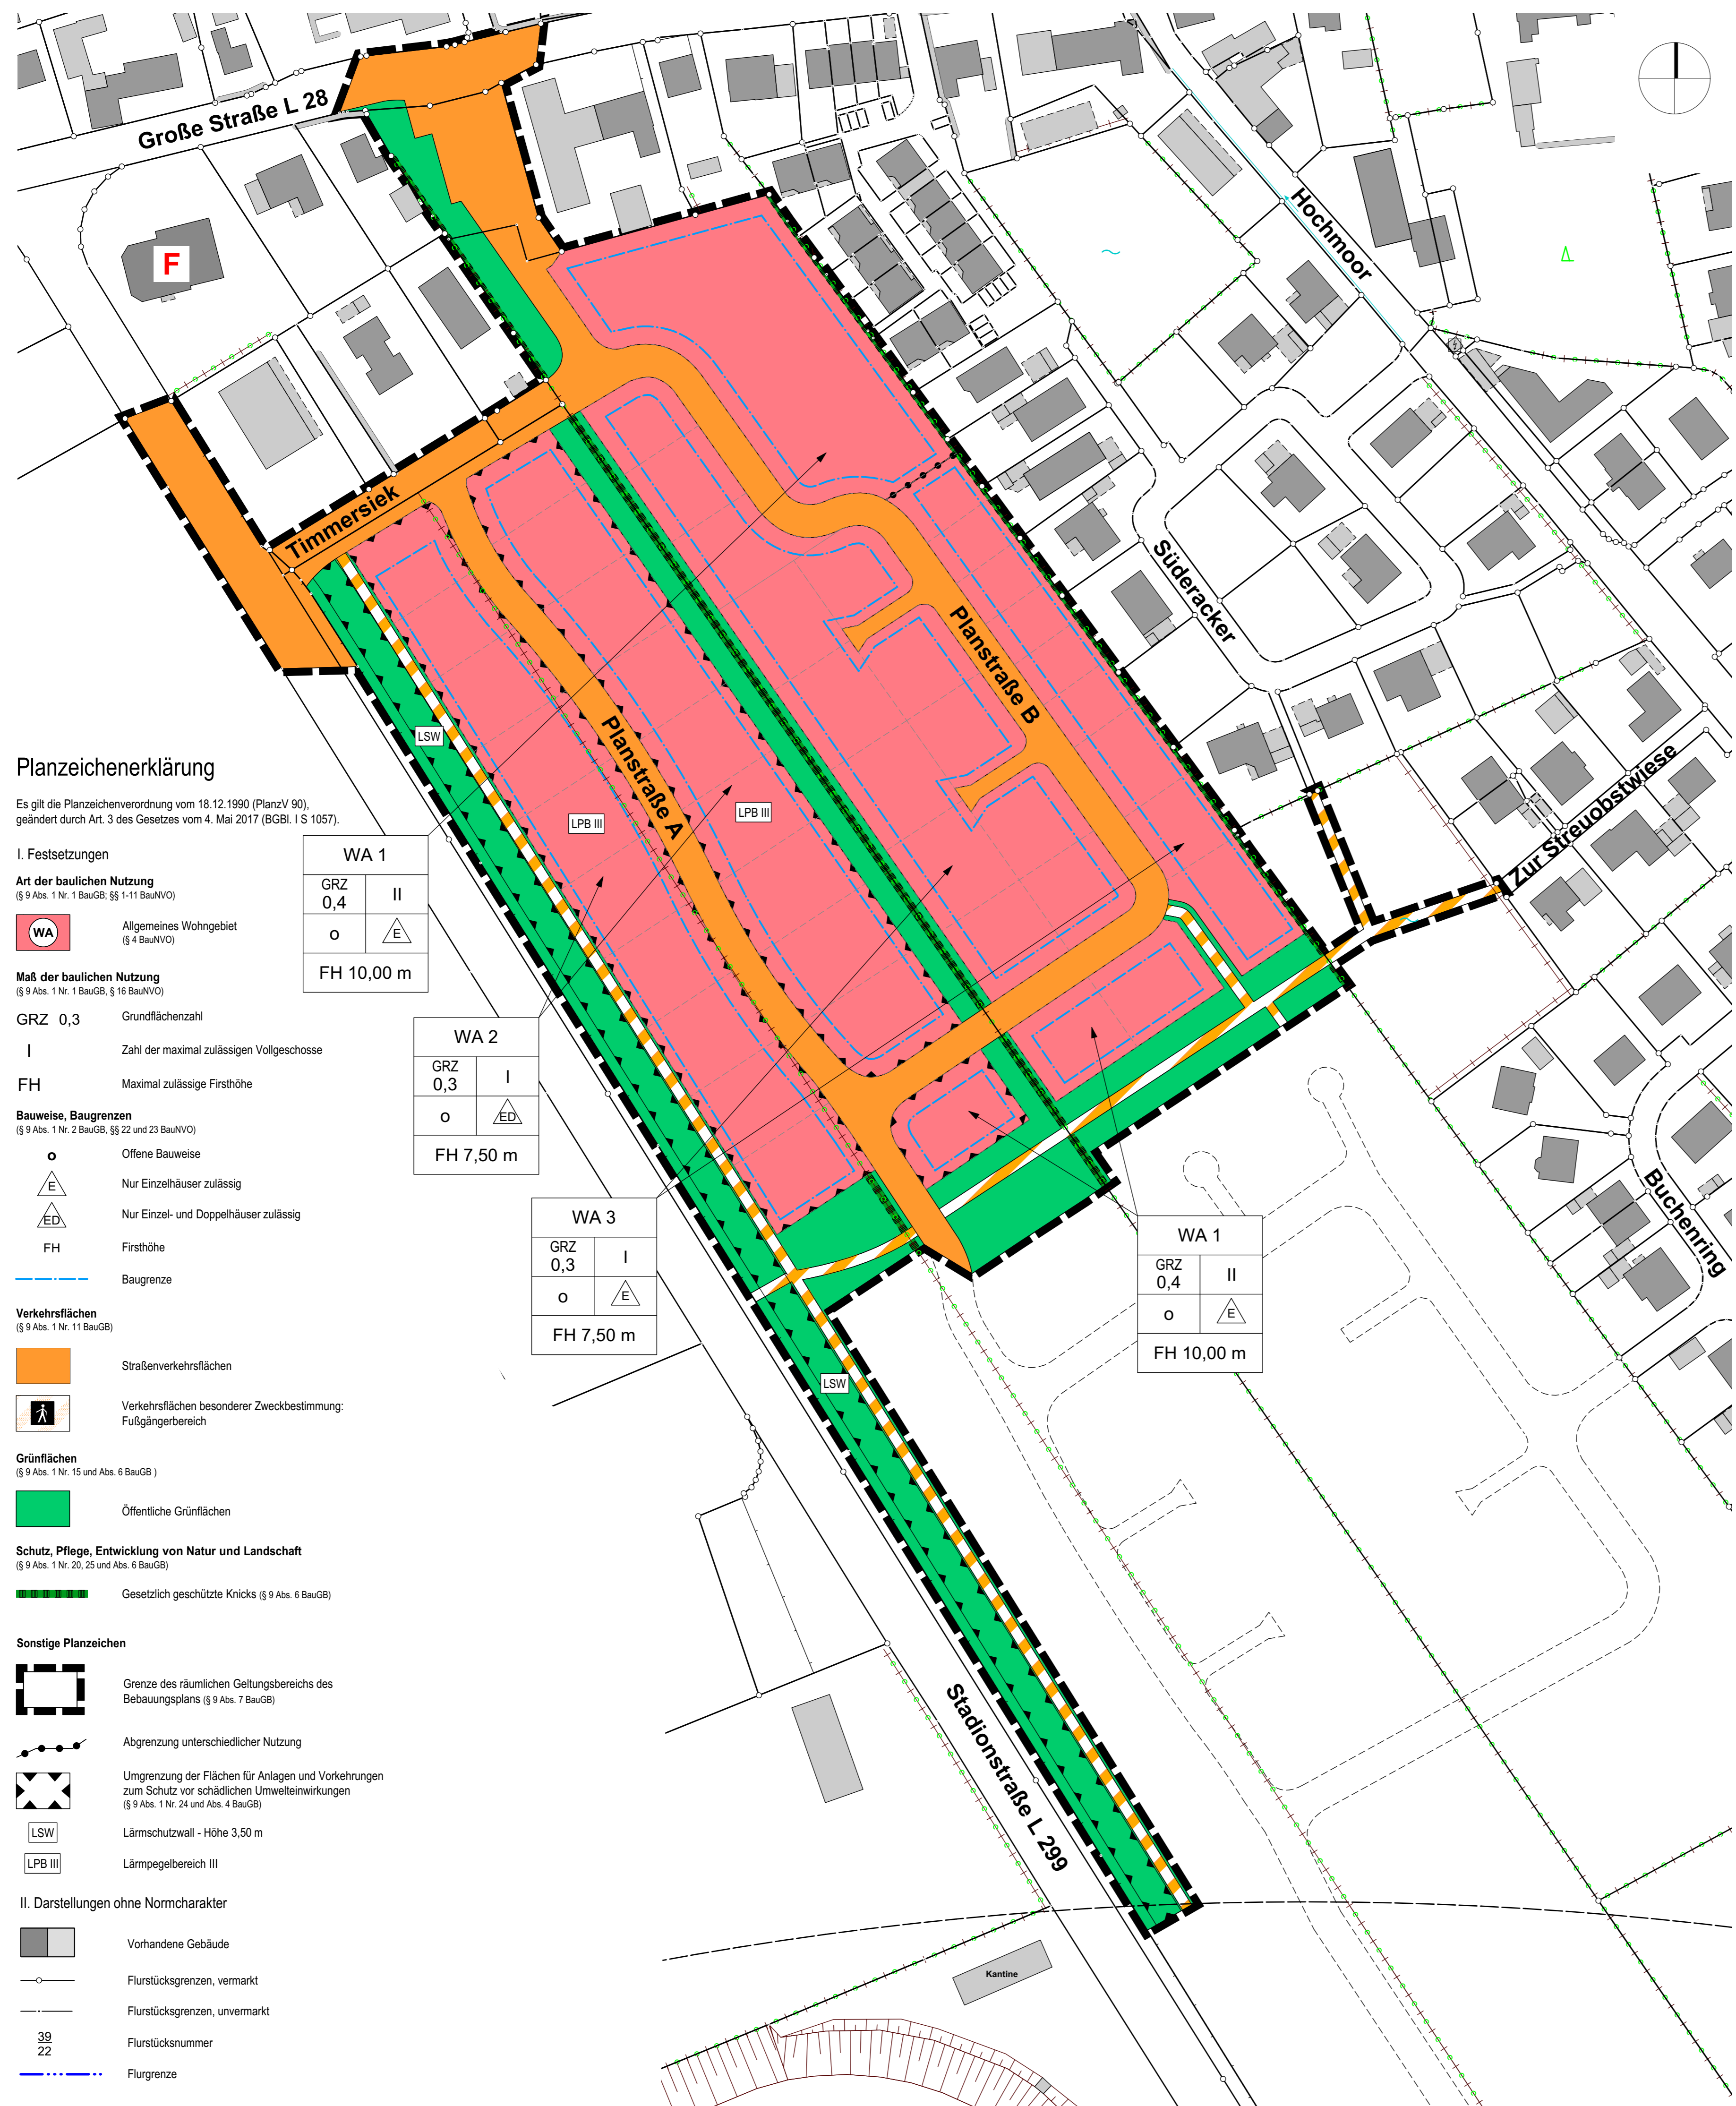 Große Straße L 28
F
Hochmoor
Timmersiek
Süderacker
Planstraße B
Planstraße A
LSW
LPB III
LPB III
Zur Streuobstwiese
Buchenring
LSW
Stadionstraße L 299
Kantine
WA 1
GRZ
0,4
II
o
E
FH 10,00 m
WA 2
GRZ
0,3
I
o
ED
FH 7,50 m
WA 3
GRZ
0,3
I
o
E
FH 7,50 m
WA 1
GRZ
0,4
II
o
E
FH 10,00 m
Planzeichenerklärung
Es gilt die Planzeichenverordnung vom 18.12.1990 (PlanzV 90),
geändert durch Art. 3 des Gesetzes vom 4. Mai 2017 (BGBl. I S 1057).
I. Festsetzungen
Art der baulichen Nutzung
(§ 9 Abs. 1 Nr. 1 BauGB; §§ 1-11 BauNVO)
WA
Allgemeines Wohngebiet
(§ 4 BauNVO)
Maß der baulichen Nutzung
(§ 9 Abs. 1 Nr. 1 BauGB, § 16 BauNVO)
GRZ 0,3 Grundflächenzahl
I Zahl der maximal zulässigen Vollgeschosse
FH Maximal zulässige Firsthöhe
Bauweise, Baugrenzen
(§ 9 Abs. 1 Nr. 2 BauGB, §§ 22 und 23 BauNVO)
o Offene Bauweise
E Nur Einzelhäuser zulässig
ED Nur Einzel- und Doppelhäuser zulässig
FH Firsthöhe
Baugrenze
Verkehrsflächen
(§ 9 Abs. 1 Nr. 11 BauGB)
Straßenverkehrsflächen
Verkehrsflächen besonderer Zweckbestimmung:
Fußgängerbereich
Grünflächen
(§ 9 Abs. 1 Nr. 15 und Abs. 6 BauGB )
Öffentliche Grünflächen
Schutz, Pflege, Entwicklung von Natur und Landschaft
(§ 9 Abs. 1 Nr. 20, 25 und Abs. 6 BauGB)
Gesetzlich geschützte Knicks (§ 9 Abs. 6 BauGB)
Sonstige Planzeichen
Grenze des räumlichen Geltungsbereichs des
Bebauungsplans (§ 9 Abs. 7 BauGB)
Abgrenzung unterschiedlicher Nutzung
Umgrenzung der Flächen für Anlagen und Vorkehrungen
zum Schutz vor schädlichen Umwelteinwirkungen
(§ 9 Abs. 1 Nr. 24 und Abs. 4 BauGB)
LSW Lärmschutzwall - Höhe 3,50 m
LPB III Lärmpegelbereich III
II. Darstellungen ohne Normcharakter
Vorhandene Gebäude
Flurstücksgrenzen, vermarkt
Flurstücksgrenzen, unvermarkt
39
22
Flurstücksnummer
Flurgrenze